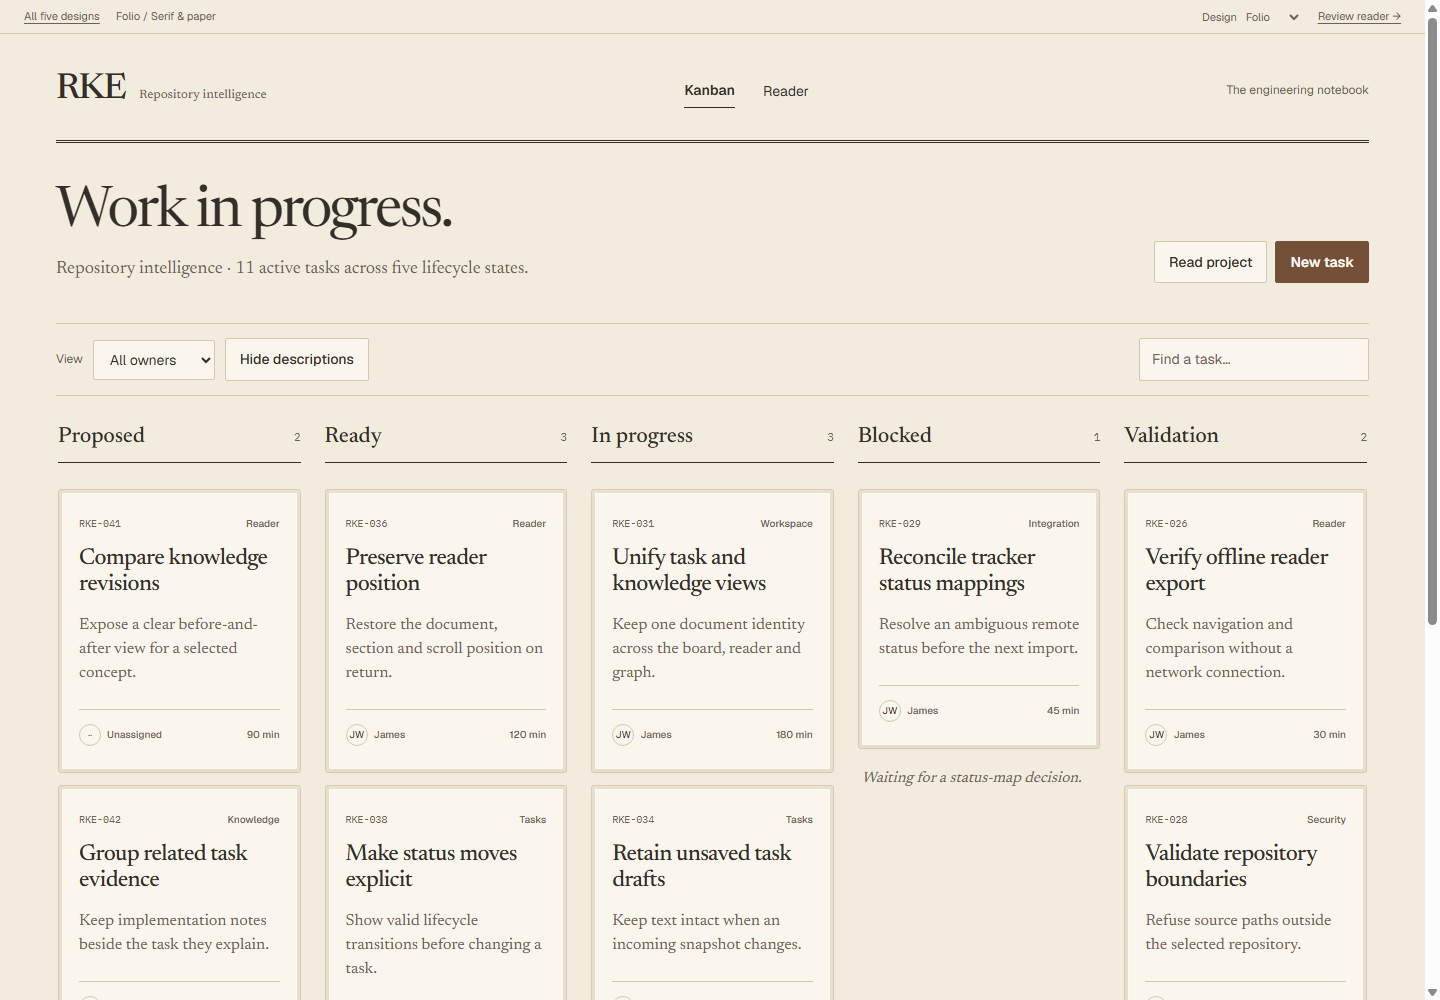 All five designs
Folio / Serif & paper
Design Folio
Review reader →
RKE Repository intelligence
Kanban
Reader
The engineering notebook
Work in progress.
Repository intelligence · 11 active tasks across five lifecycle states.
Read project
New task
View
All owners
Hide descriptions
Find a task…
Proposed 2
RKE-041 Reader
Compare knowledge
revisions
Expose a clear before-and-
after view for a selected
concept.
– Unassigned 90 min
RKE-042 Knowledge
Group related task
evidence
Keep implementation notes
beside the task they explain.
Ready 3
RKE-036 Reader
Preserve reader
position
Restore the document,
section and scroll position on
return.
JW James 120 min
RKE-038 Tasks
Make status moves
explicit
Show valid lifecycle
transitions before changing a
task.
In progress 3
RKE-031 Workspace
Unify task and
knowledge views
Keep one document identity
across the board, reader and
graph.
JW James 180 min
RKE-034 Tasks
Retain unsaved task
drafts
Keep text intact when an
incoming snapshot changes.
Blocked 1
RKE-029 Integration
Reconcile tracker
status mappings
Resolve an ambiguous remote
status before the next import.
JW James 45 min
Waiting for a status-map decision.
Validation 2
RKE-026 Reader
Verify offline reader
export
Check navigation and
comparison without a
network connection.
JW James 30 min
RKE-028 Security
Validate repository
boundaries
Refuse source paths outside
the selected repository.